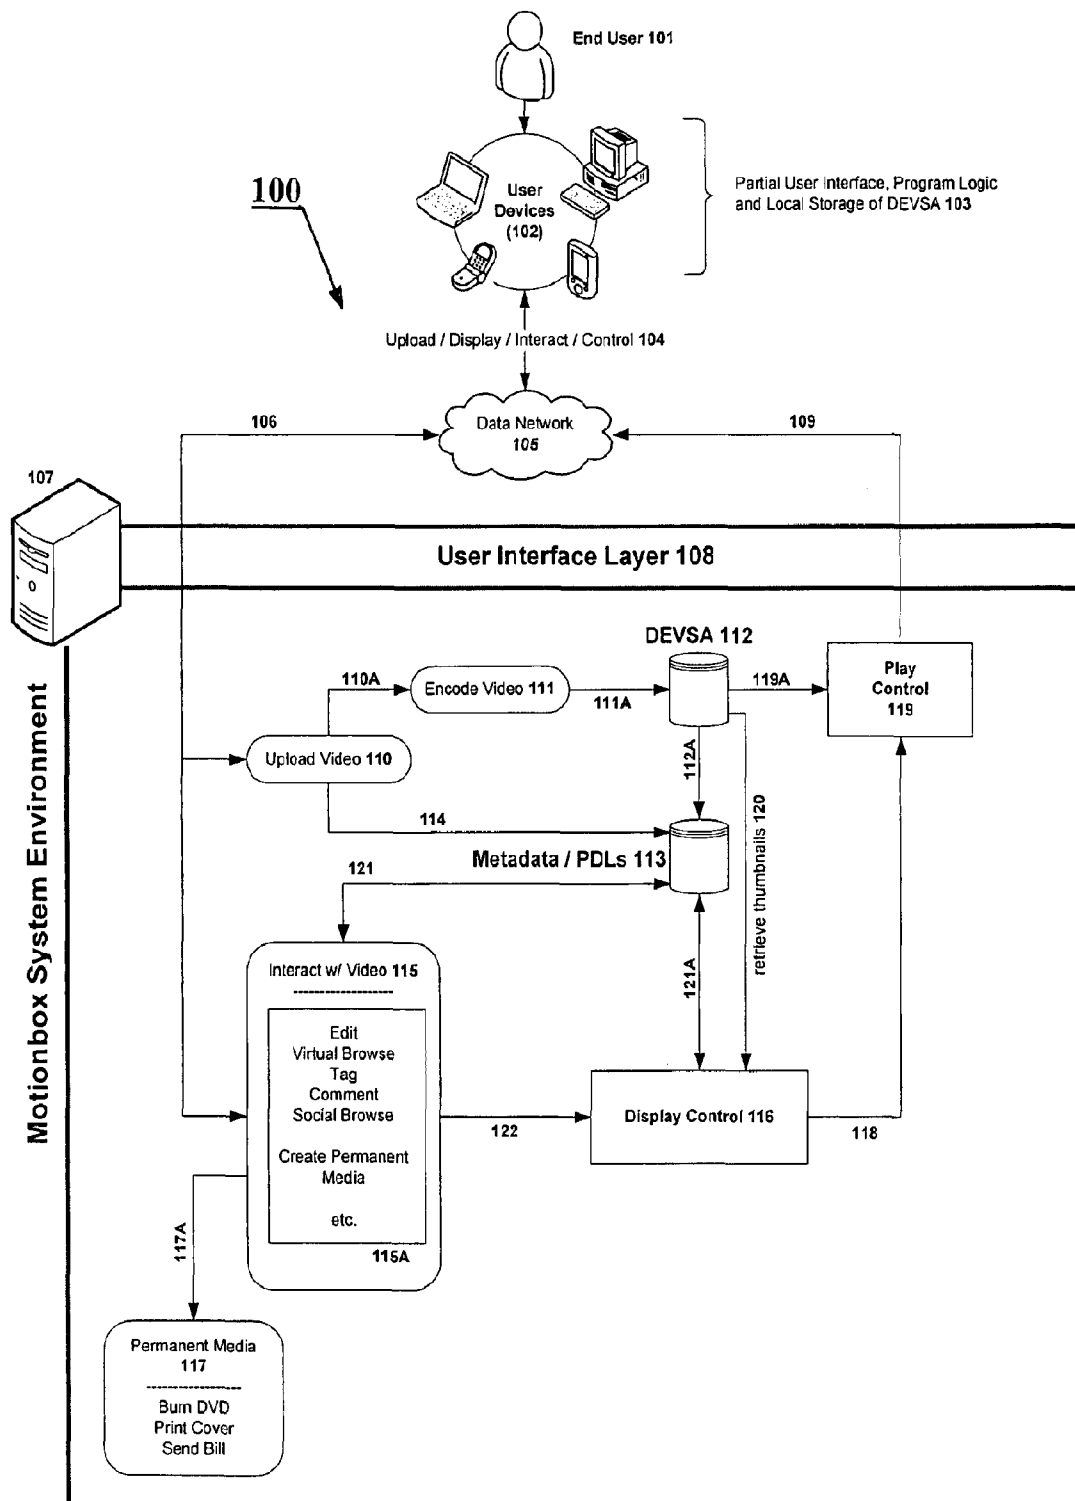 End User 101
100
User
Devices
(102)
Partial User Interface, Program Logic
and Local Storage of DEVSA 103
Upload / Display / Interact / Control 104
106
Data Network
105
109
107
User Interface Layer 108
0
DEVSA 112
110A
Encode Video 111
111A
119A
Play
Control
119
Upload Video 110
112A
114
retrieve thumbnails 120
Metadata / PDLs 113
121
121A
Motionbox System Environment
Interact w/ Video 115
--------------------
Edit
Virtual Browse
Tag
Comment
Social Browse
Create Permanent
Media
etc.
115A
122
Display Control 116
118
117A
Permanent Media
117
--------------------
Burn DVD
Print Cover
Send Bill